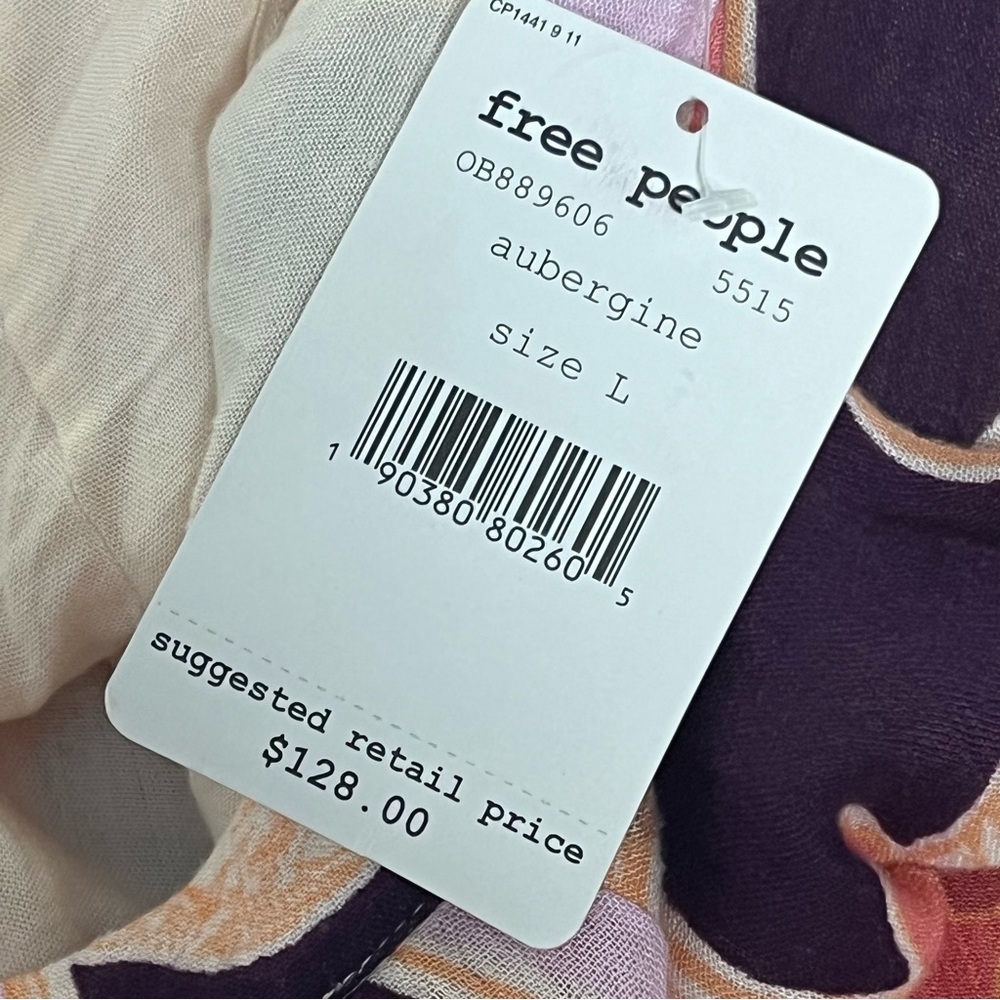 CP1441 9 11
free people
OB889606 5515
aubergine
size L
1 90380 80260 5
suggested retail price
$128.00